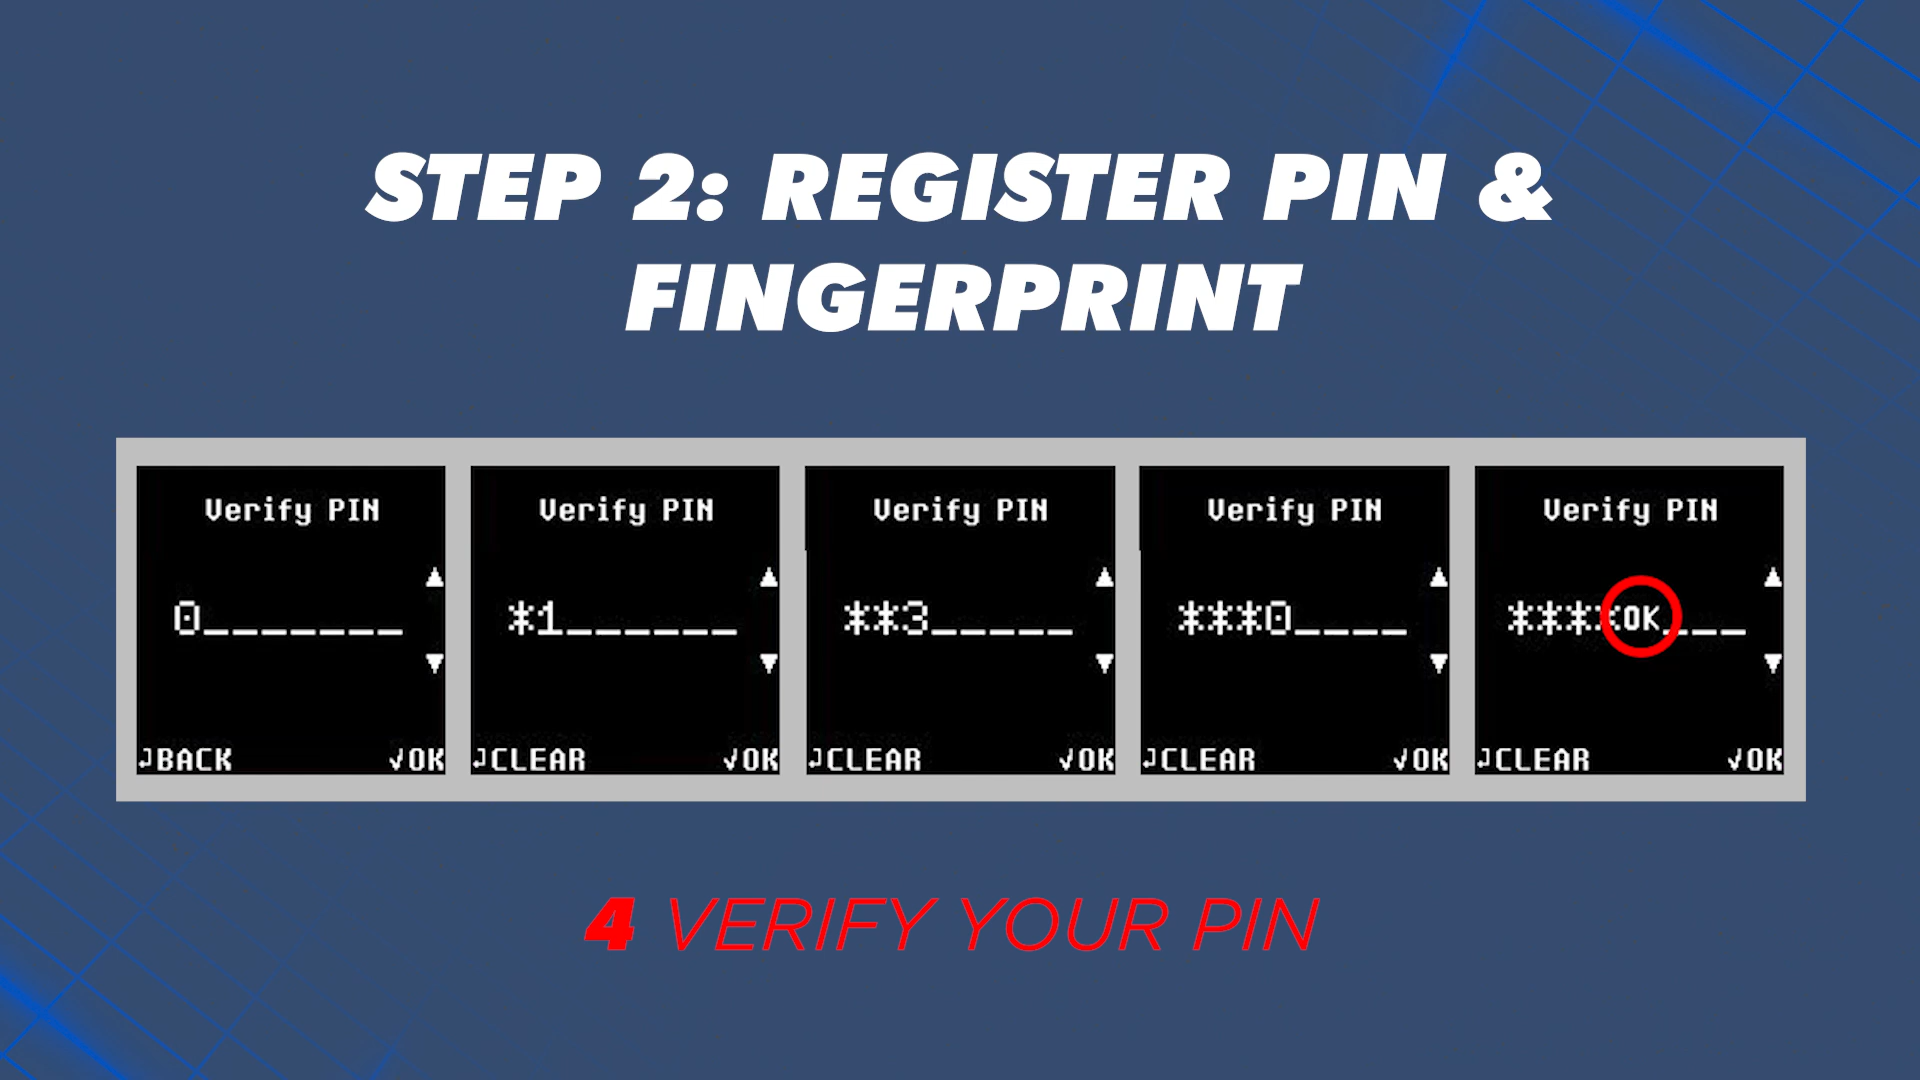 STEP 2: REGISTER PIN &
FINGERPRINT
Verify PIN
0_______
↲BACK √OK
Verify PIN
*1______
↲CLEAR √OK
Verify PIN
**3_____
↲CLEAR √OK
Verify PIN
***0____
↲CLEAR √OK
Verify PIN
****OK___
↲CLEAR √OK
4 VERIFY YOUR PIN